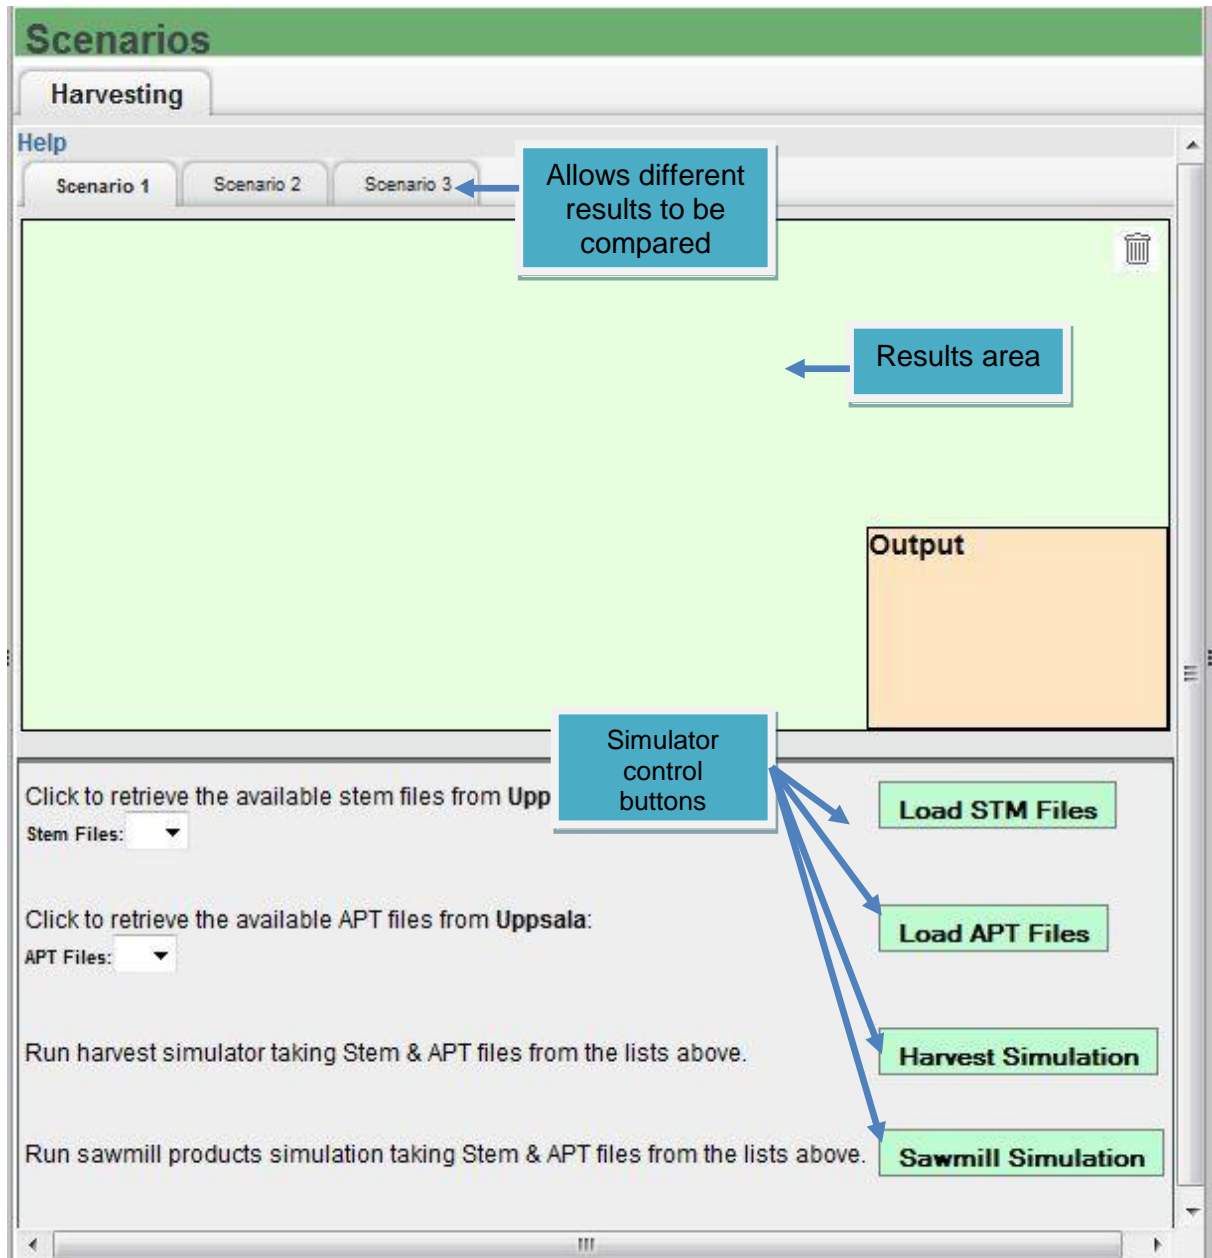 Scenarios
Harvesting
Help
Scenario 1
Scenario 2
Scenario 3
Allows different
results to be
compared
Results area
Output
Simulator
control
buttons
Click to retrieve the available stem files from Upp
Load STM Files
Stem Files:
Click to retrieve the available APT files from Uppsala:
Load APT Files
APT Files:
Run harvest simulator taking Stem & APT files from the lists above.
Harvest Simulation
Run sawmill products simulation taking Stem & APT files from the lists above.
Sawmill Simulation